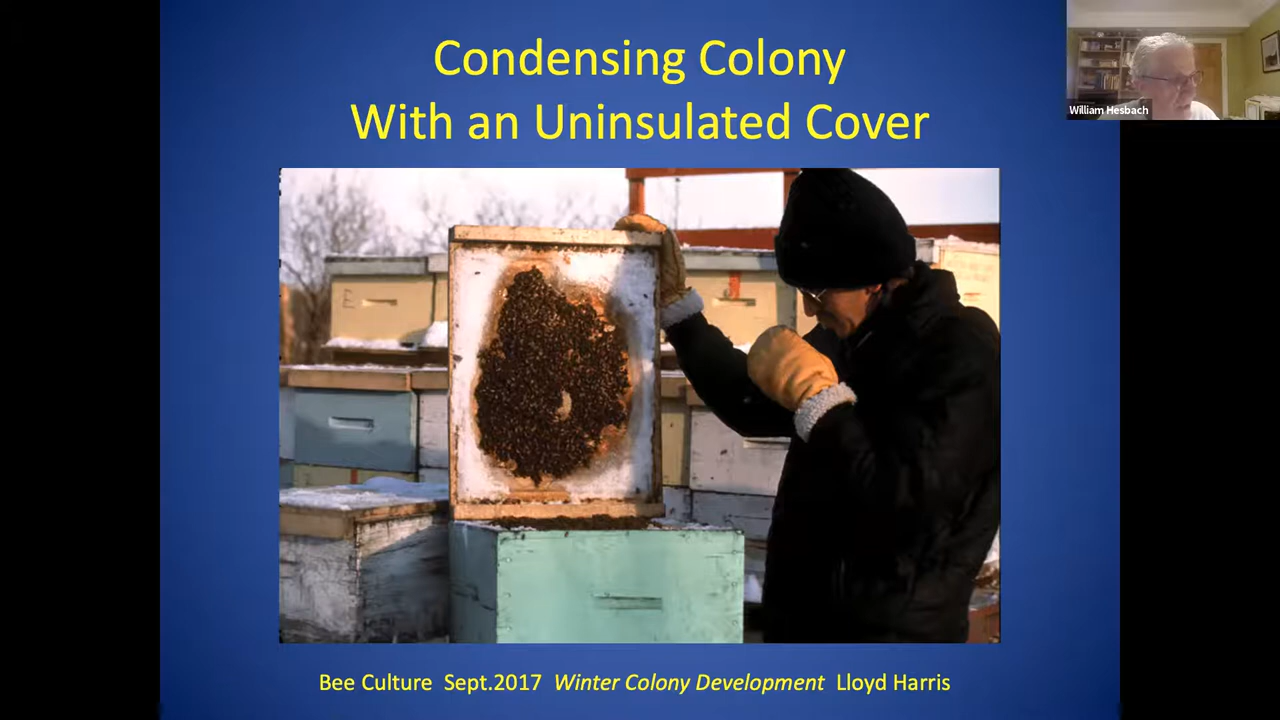 Condensing Colony
With an Uninsulated Cover
William Hesbach
Bee Culture Sept.2017 Winter Colony Development Lloyd Harris